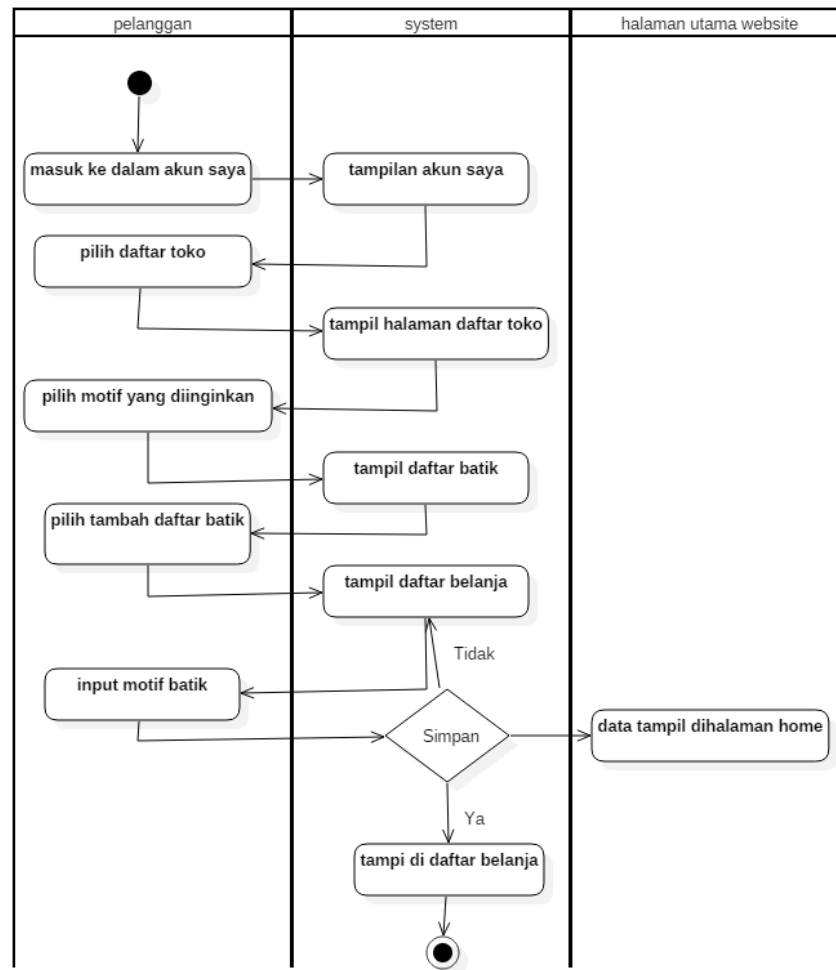 pelanggan
system
halaman utama website
masuk ke dalam akun saya
tampilan akun saya
pilih daftar toko
tampil halaman daftar toko
pilih motif yang diinginkan
tampil daftar batik
pilih tambah daftar batik
tampil daftar belanja
Tidak
input motif batik
Simpan
data tampil dihalaman home
Ya
tampi di daftar belanja